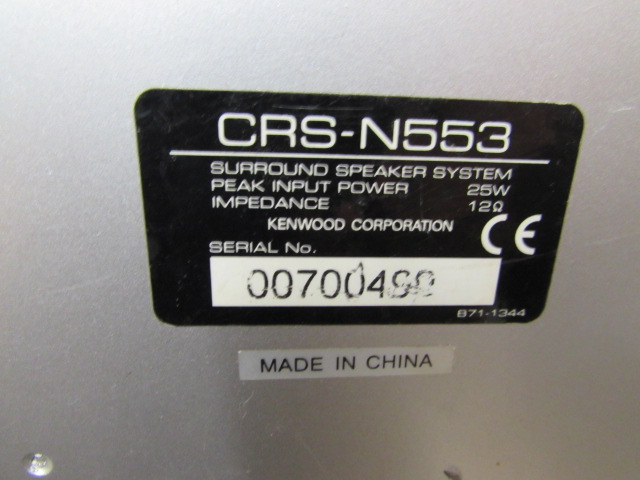 CRS-N553
SURROUND SPEAKER SYSTEM
PEAK INPUT POWER 25W
IMPEDANCE 12Ω
KENWOOD CORPORATION
CE
SERIAL No.
B71-1344
MADE IN CHINA